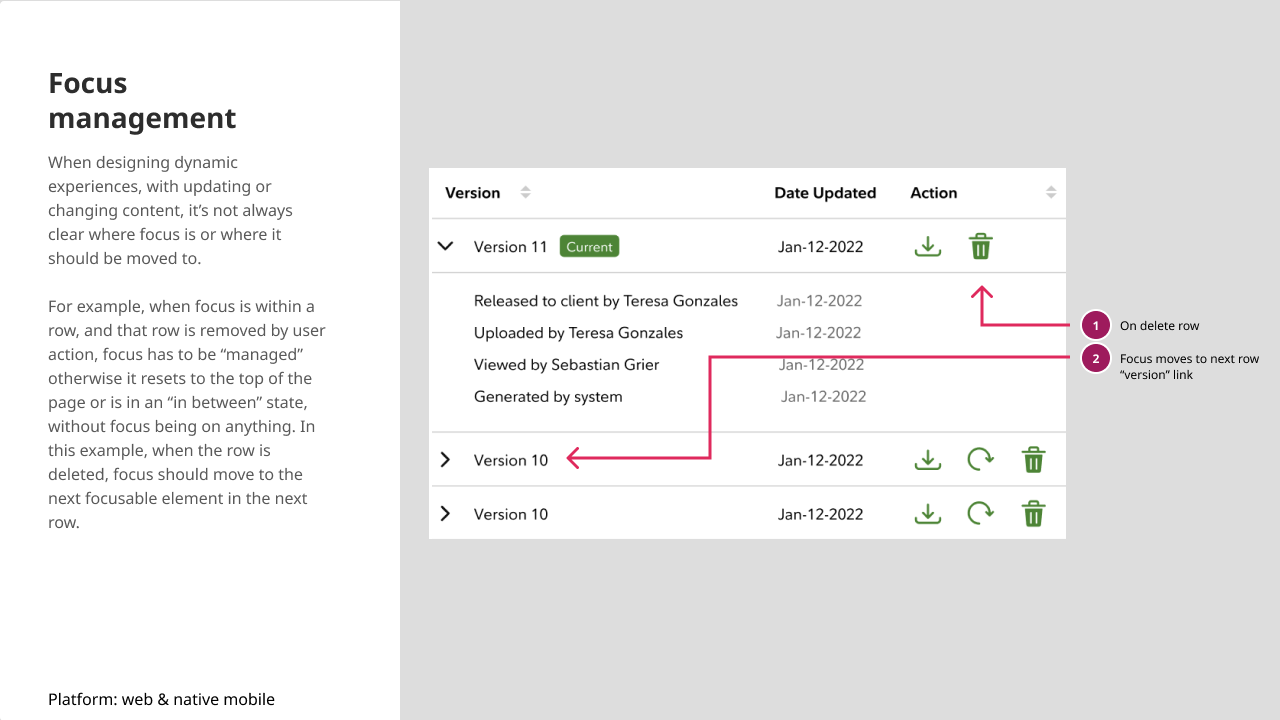 Focus
management
When designing dynamic
experiences, with updating or
changing content, it’s not always
clear where focus is or where it
should be moved to.
For example, when focus is within a
row, and that row is removed by user
action, focus has to be “managed”
otherwise it resets to the top of the
page or is in an “in between” state,
without focus being on anything. In
this example, when the row is
deleted, focus should move to the
next focusable element in the next
row.
Platform: web & native mobile
Version Date Updated Action
Version 11 Current Jan-12-2022
Released to client by Teresa Gonzales Jan-12-2022
Uploaded by Teresa Gonzales Jan-12-2022
Viewed by Sebastian Grier Jan-12-2022
Generated by system Jan-12-2022
Version 10 Jan-12-2022
Version 10 Jan-12-2022
1 On delete row
2 Focus moves to next row
“version” link